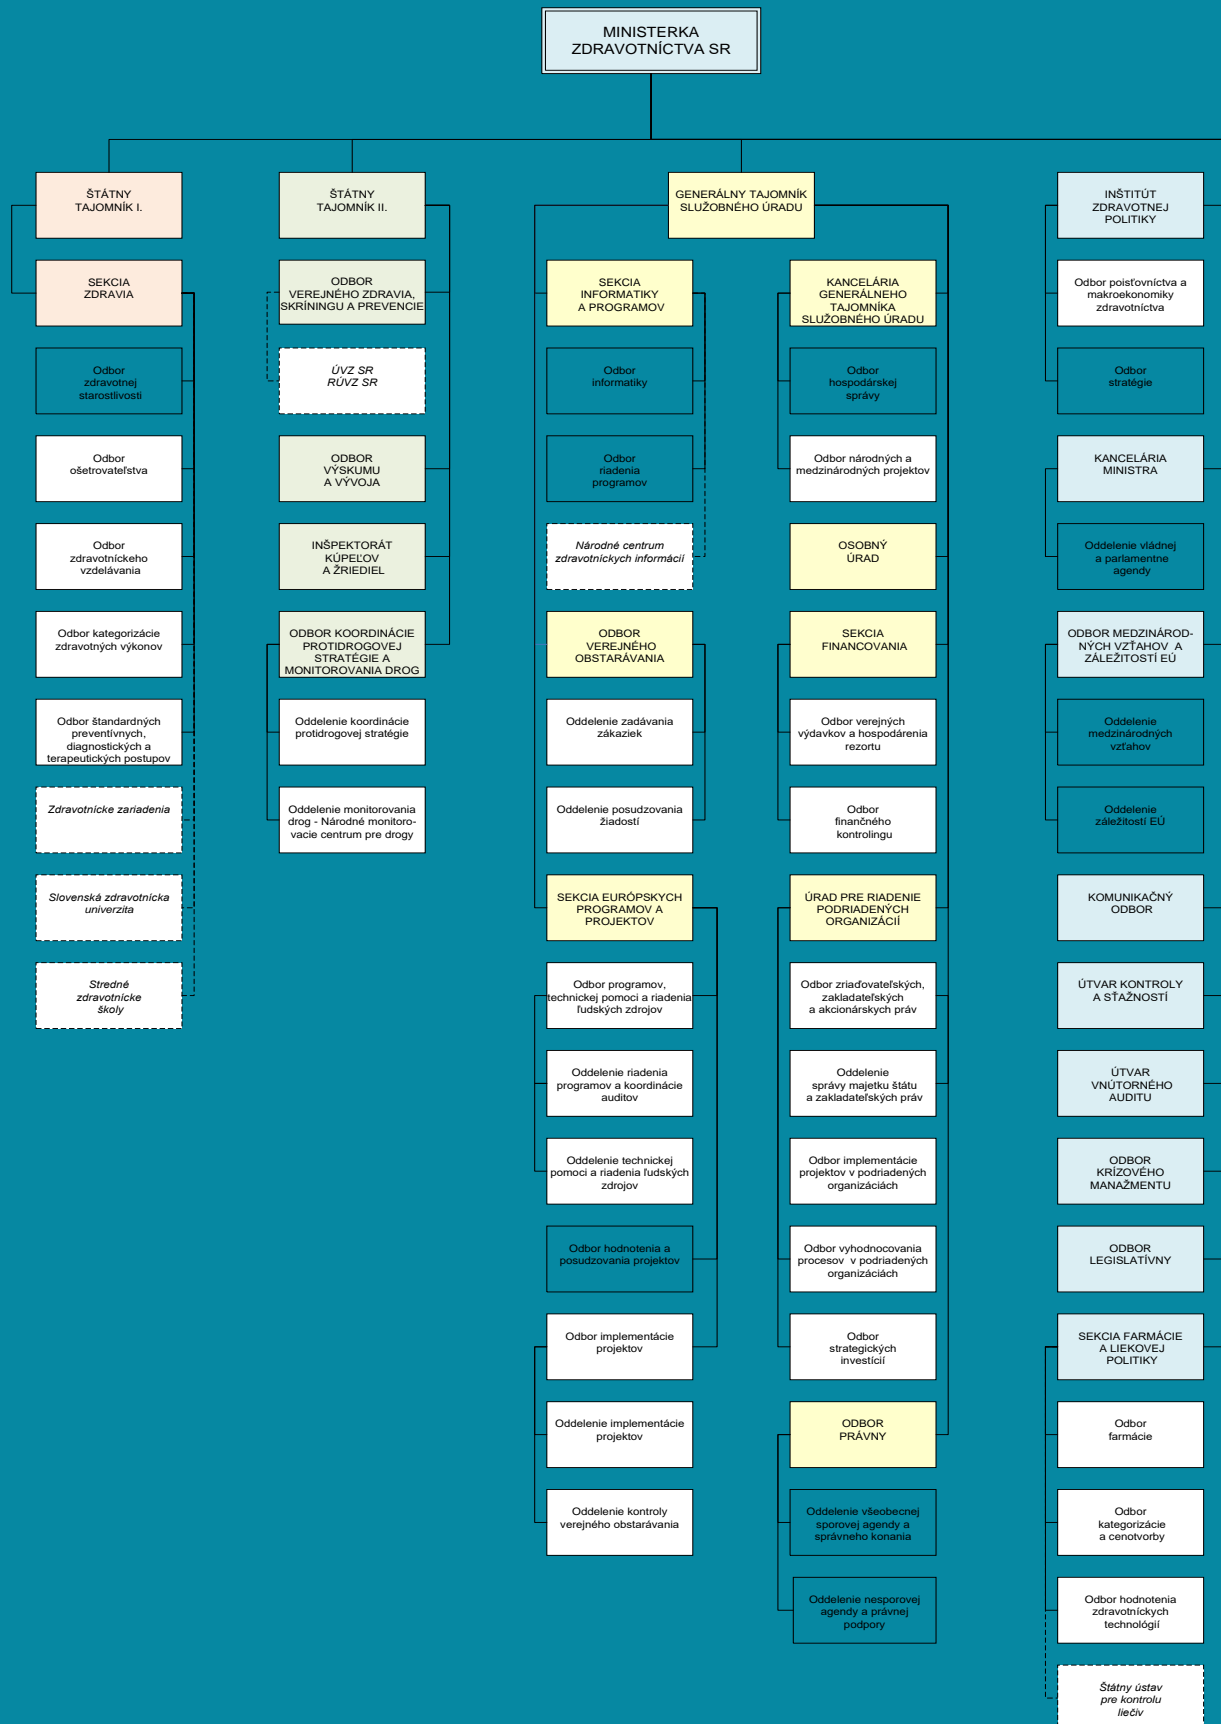 MINISTERKA
ZDRAVOTNÍCTVA SR
ŠTÁTNY
TAJOMNÍK I.
SEKCIA
ZDRAVIA
Odbor
zdravotnej
starostlivosti
Odbor
ošetrovateľstva
Odbor
zdravotníckeho
vzdelávania
Odbor kategorizácie
zdravotných výkonov
Odbor štandardných
preventívnych,
diagnostických a
terapeutických postupov
Zdravotnícke zariadenia
Slovenská zdravotnícka
univerzita
Stredné
zdravotnícke
školy
ŠTÁTNY
TAJOMNÍK II.
ODBOR
VEREJNÉHO ZDRAVIA,
SKRÍNINGU A PREVENCIE
ÚVZ SR
RÚVZ SR
ODBOR
VÝSKUMU
A VÝVOJA
INŠPEKTORÁT
KÚPEĽOV
A ŽRIEDIEL
ODBOR KOORDINÁCIE
PROTIDROGOVEJ
STRATÉGIE A
MONITOROVANIA DROG
Oddelenie koordinácie
protidrogovej stratégie
Oddelenie monitorovania
drog - Národné monitoro-
vacie centrum pre drogy
GENERÁLNY TAJOMNÍK
SLUŽOBNÉHO ÚRADU
SEKCIA
INFORMATIKY
A PROGRAMOV
Odbor
informatiky
Odbor
riadenia
programov
Národné centrum
zdravotníckych informácií
ODBOR
VEREJNÉHO
OBSTARÁVANIA
Oddelenie zadávania
zákaziek
Oddelenie posudzovania
žiadostí
SEKCIA EURÓPSKYCH
PROGRAMOV A
PROJEKTOV
Odbor programov,
technickej pomoci a riadenia
ľudských zdrojov
Oddelenie riadenia
programov a koordinácie
auditov
Oddelenie technickej
pomoci a riadenia ľudských
zdrojov
Odbor hodnotenia a
posudzovania projektov
Odbor implementácie
projektov
Oddelenie implementácie
projektov
Oddelenie kontroly
verejného obstarávania
KANCELÁRIA
GENERÁLNEHO
TAJOMNÍKA
SLUŽOBNÉHO ÚRADU
Odbor
hospodárskej
správy
Odbor národných a
medzinárodných projektov
OSOBNÝ
ÚRAD
SEKCIA
FINANCOVANIA
Odbor verejných
výdavkov a hospodárenia
rezortu
Odbor
finančného
kontrolingu
ÚRAD PRE RIADENIE
PODRIADENÝCH
ORGANIZÁCIÍ
Odbor zriaďovateľských,
zakladateľských
a akcionárskych práv
Oddelenie
správy majetku štátu
a zakladateľských práv
Odbor implementácie
projektov v podriadených
organizáciách
Odbor vyhodnocovania
procesov v podriadených
organizáciách
Odbor
strategických
investícií
ODBOR
PRÁVNY
Oddelenie všeobecnej
sporovej agendy a
správneho konania
Oddelenie nesporovej
agendy a právnej
podpory
INŠTITÚT
ZDRAVOTNEJ
POLITIKY
Odbor poisťovníctva a
makroekonomiky
zdravotníctva
Odbor
stratégie
KANCELÁRIA
MINISTRA
Oddelenie vládnej
a parlamentne
agendy
ODBOR MEDZINÁROD-
NÝCH VZŤAHOV A
ZÁLEŽITOSTÍ EÚ
Oddelenie
medzinárodných
vzťahov
Oddelenie
záležitostí EÚ
KOMUNIKAČNÝ
ODBOR
ÚTVAR KONTROLY
A SŤAŽNOSTÍ
ÚTVAR
VNÚTORNÉHO
AUDITU
ODBOR
KRÍZOVÉHO
MANAŽMENTU
ODBOR
LEGISLATÍVNY
SEKCIA FARMÁCIE
A LIEKOVEJ
POLITIKY
Odbor
farmácie
Odbor
kategorizácie
a cenotvorby
Odbor hodnotenia
zdravotníckych
technológií
Štátny ústav
pre kontrolu
liečiv